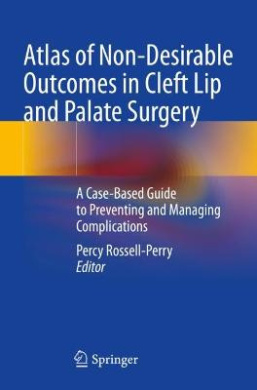 Atlas of Non-Desirable
Outcomes in Cleft Lip
and Palate Surgery
A Case-Based Guide
to Preventing and Managing
Complications
Percy Rossell-Perry
Editor
Springer